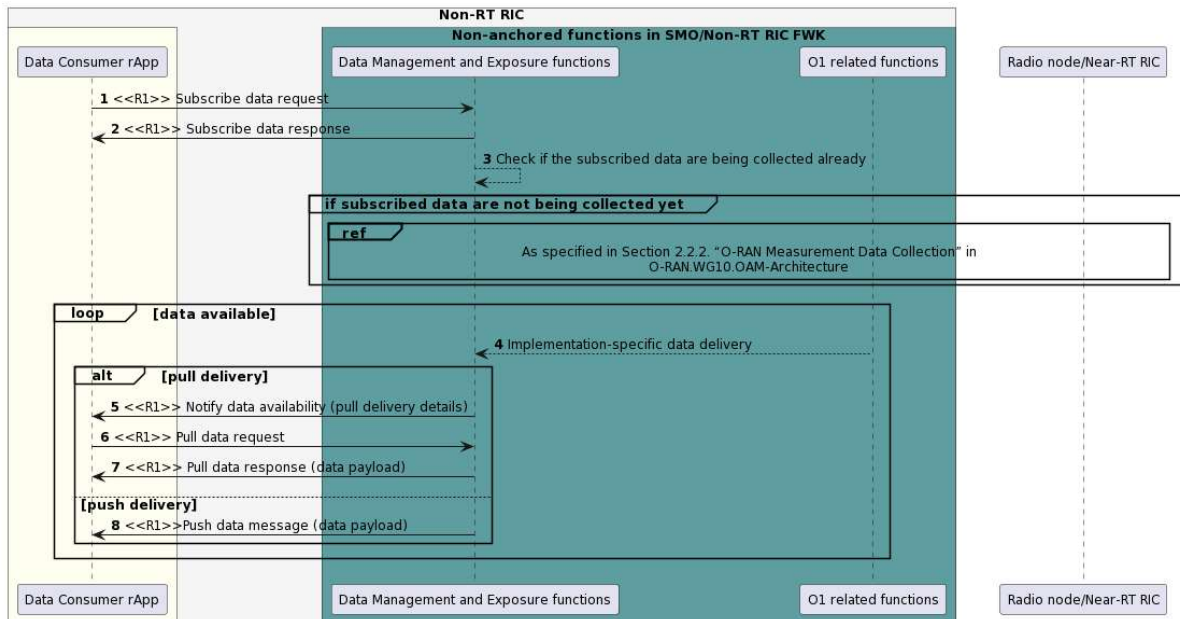 Non-RT RIC
Non-anchored functions in SMO/Non-RT RIC FWK
Data Consumer rApp
Data Management and Exposure functions
O1 related functions
Radio node/Near-RT RIC
1 <<R1>> Subscribe data request
2 <<R1>> Subscribe data response
3 Check if the subscribed data are being collected already
if subscribed data are not being collected yet
ref
As specified in Section 2.2.2. “O-RAN Measurement Data Collection” in
O-RAN.WG10.OAM-Architecture
loop [data available]
4 Implementation-specific data delivery
alt [pull delivery]
5 <<R1>> Notify data availability (pull delivery details)
6 <<R1>> Pull data request
7 <<R1>> Pull data response (data payload)
[push delivery]
8 <<R1>>Push data message (data payload)
Data Consumer rApp
Data Management and Exposure functions
O1 related functions
Radio node/Near-RT RIC